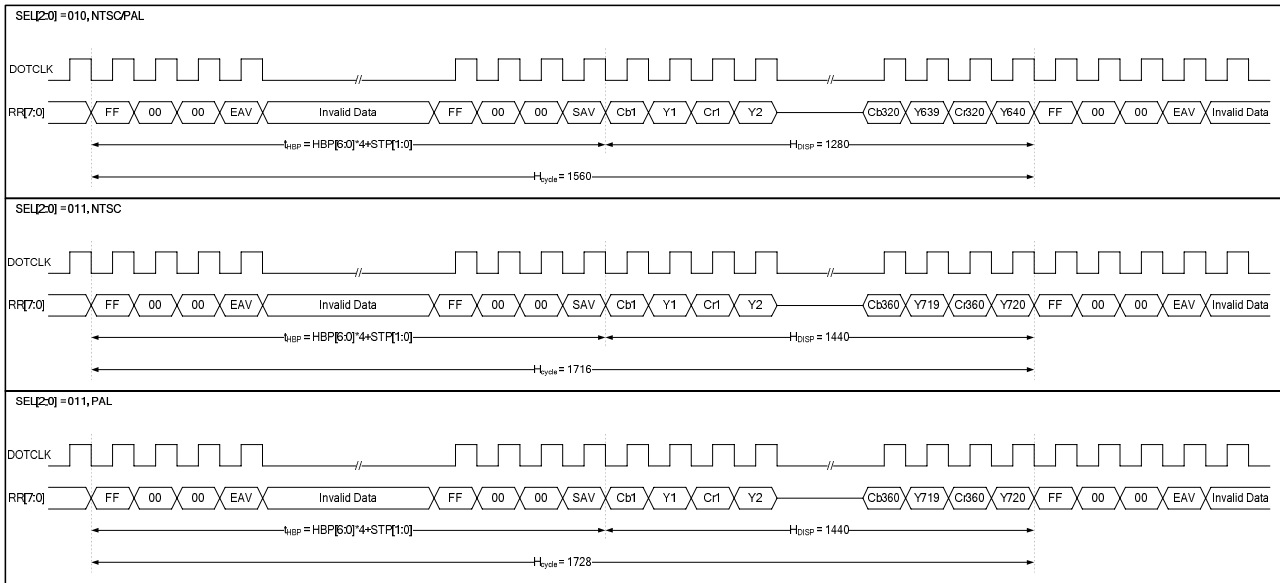 SEL[2:0] =010, NTSC/PAL
DOTCLK
//
//
RR[7:0] FF 00 00 EAV Invalid Data FF 00 00 SAV Cb1 Y1 Cr1 Y2 Cb320 Y639 Cr320 Y640 FF 00 00 EAV Invalid Data
tHBP = HBP[6:0]*4+STP[1:0] HDISP = 1280
Hcycle = 1560
SEL[2:0] =011, NTSC
DOTCLK
//
//
RR[7:0] FF 00 00 EAV Invalid Data FF 00 00 SAV Cb1 Y1 Cr1 Y2 Cb360 Y719 Cr360 Y720 FF 00 00 EAV Invalid Data
tHBP = HBP[6:0]*4+STP[1:0] HDISP = 1440
Hcycle = 1716
SEL[2:0] =011, PAL
DOTCLK
//
//
RR[7:0] FF 00 00 EAV Invalid Data FF 00 00 SAV Cb1 Y1 Cr1 Y2 Cb360 Y719 Cr360 Y720 FF 00 00 EAV Invalid Data
tHBP = HBP[6:0]*4+STP[1:0] HDISP = 1440
Hcycle = 1728